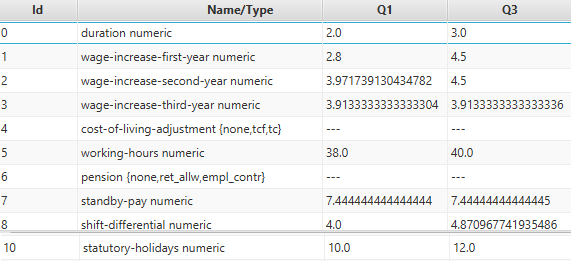 Id Name/Type Q1 Q3
0 duration numeric 2.0 3.0
1 wage-increase-first-year numeric 2.8 4.5
2 wage-increase-second-year numeric 3.971739130434782 4.5
3 wage-increase-third-year numeric 3.9133333333333304 3.9133333333333336
4 cost-of-living-adjustment {none,tcf,tc} --- ---
5 working-hours numeric 38.0 40.0
6 pension {none,ret_allw,empl_contr} --- ---
7 standby-pay numeric 7.444444444444444 7.44444444444445
8 shift-differential numeric 4.0 4.870967741935486
10 statutory-holidays numeric 10.0 12.0